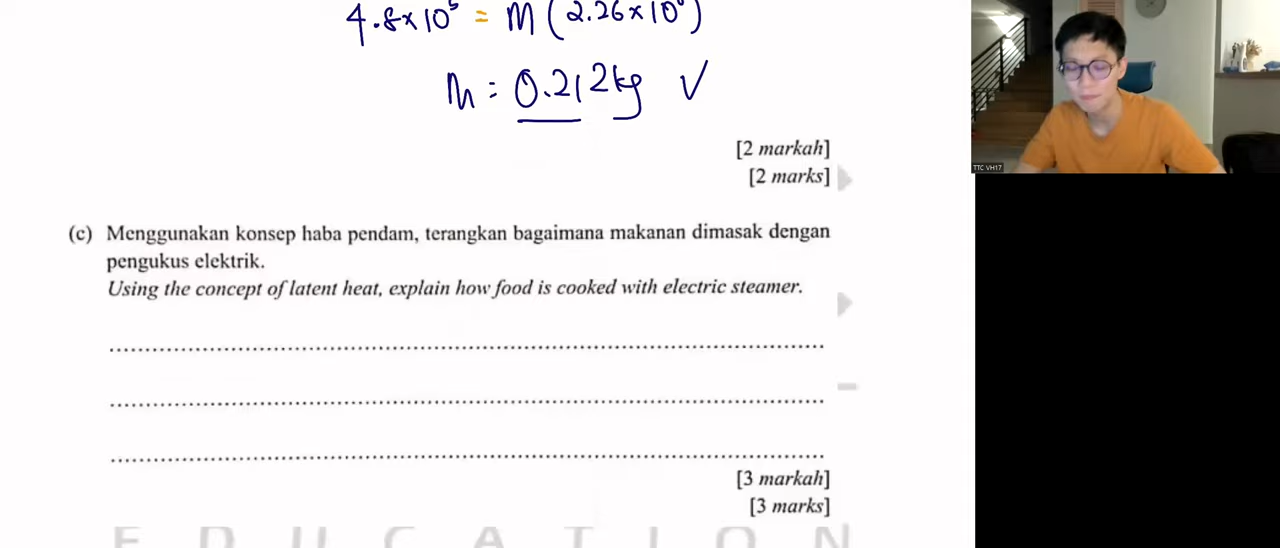 4.8×10⁵ = m (2.26×10⁶)
m = 0.212kg ✓
[2 markah]
[2 marks]
(c) Menggunakan konsep haba pendam, terangkan bagaimana makanan dimasak dengan
pengukus elektrik.
Using the concept of latent heat, explain how food is cooked with electric steamer.
[3 markah]
[3 marks]
EDUCATION
TTC VH17